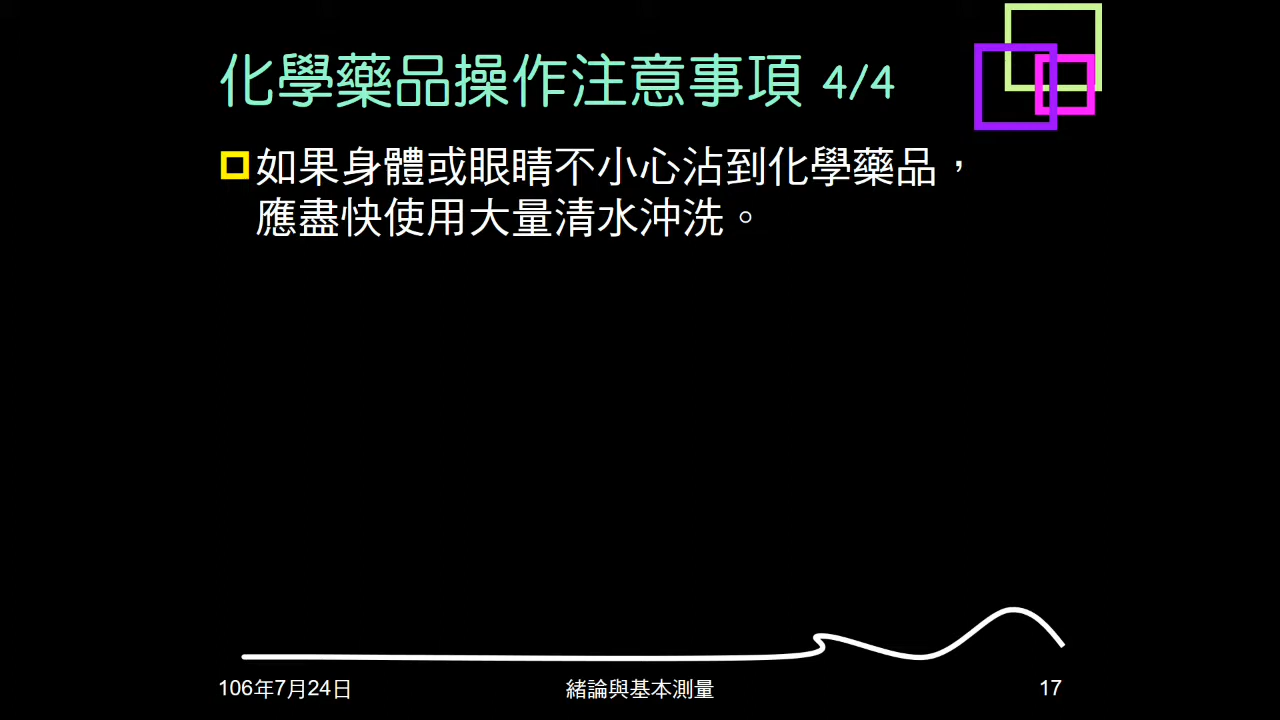 化學藥品操作注意事項 4/4
如果身體或眼睛不小心沾到化學藥品，
應盡快使用大量清水沖洗。
106年7月24日
緒論與基本測量
17